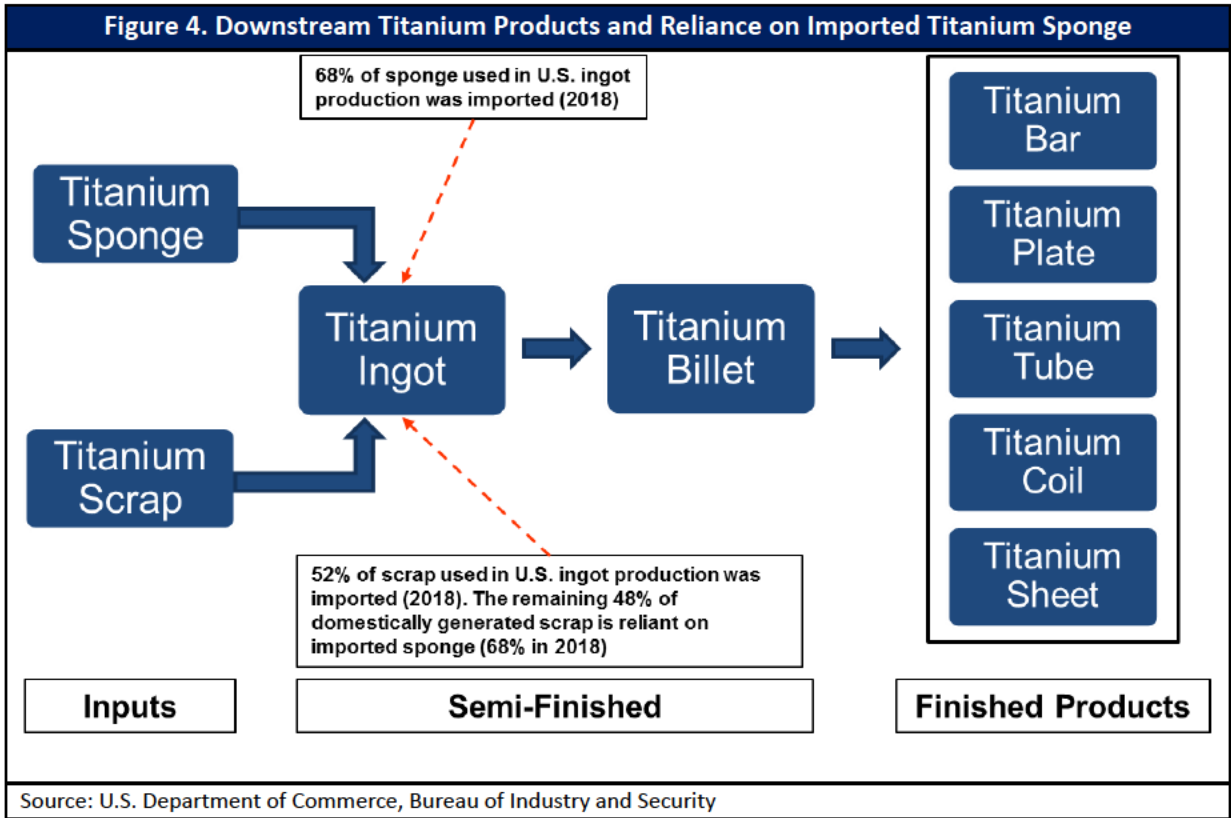 Figure 4. Downstream Titanium Products and Reliance on Imported Titanium Sponge
68% of sponge used in U.S. ingot
production was imported (2018)
Titanium
Sponge
Titanium
Scrap
Titanium
Ingot
Titanium
Billet
Titanium
Bar
Titanium
Plate
Titanium
Tube
Titanium
Coil
Titanium
Sheet
52% of scrap used in U.S. ingot production was
imported (2018). The remaining 48% of
domestically generated scrap is reliant on
imported sponge (68% in 2018)
Inputs
Semi-Finished
Finished Products
Source: U.S. Department of Commerce, Bureau of Industry and Security